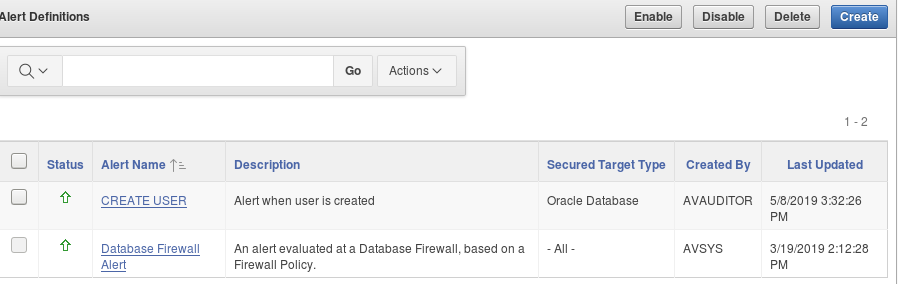 Alert Definitions
Enable
Disable
Delete
Create
Go
Actions
1 - 2
Status
Alert Name
Description
Secured Target Type
Created By
Last Updated
CREATE USER
Alert when user is created
Oracle Database
AVAUDITOR
5/8/2019 3:32:26
PM
Database Firewall
Alert
An alert evaluated at a Database Firewall, based on a
Firewall Policy.
- All -
AVSYS
3/19/2019 2:12:28
PM